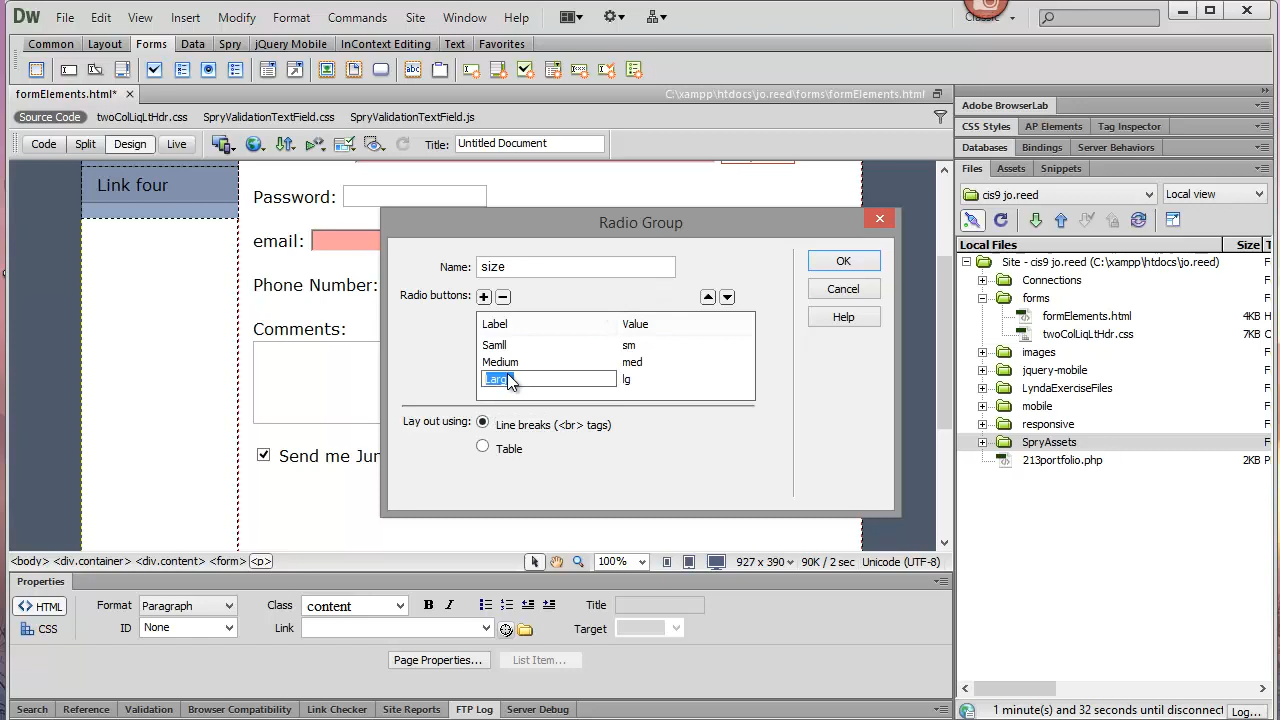 Dw File Edit View Insert Modify Format Commands Site Window Help Classic
Common Layout Forms Data Spry jQuery Mobile InContext Editing Text Favorites
formElements.html* C:\xampp\htdocs\jo.reed\forms\formElements.html
Source Code twoColLiqLtHdr.css SpryValidationTextField.css SpryValidationTextField.js
Code Split Design Live Title: Untitled Document
Link four
Password:
email:
Phone Number:
Comments:
Send me Jun
Radio Group
Name: size
Radio buttons:
Label Value
Samll sm
Medium med
Large lg
Lay out using: Line breaks (<br> tags)
Table
OK
Cancel
Help
Adobe BrowserLab
CSS Styles AP Elements Tag Inspector
Databases Bindings Server Behaviors
Files Assets Snippets
cis9 jo.reed Local view
Local Files Size
Site - cis9 jo.reed (C:\xampp\htdocs\jo.reed) F
Connections F
forms F
formElements.html 4KB H
twoColLiqLtHdr.css 7KB C
images F
jquery-mobile F
LyndaExerciseFiles F
mobile F
responsive F
SpryAssets F
213portfolio.php 2KB P
<body> <div.container> <div.content> <form> <p> 100% 927 x 390 90K / 2 sec Unicode (UTF-8)
Properties
<> HTML Format Paragraph Class content B I Title
CSS ID None Link Target
Page Properties... List Item...
Search Reference Validation Browser Compatibility Link Checker Site Reports FTP Log Server Debug
1 minute(s) and 32 seconds until disconnect Log...